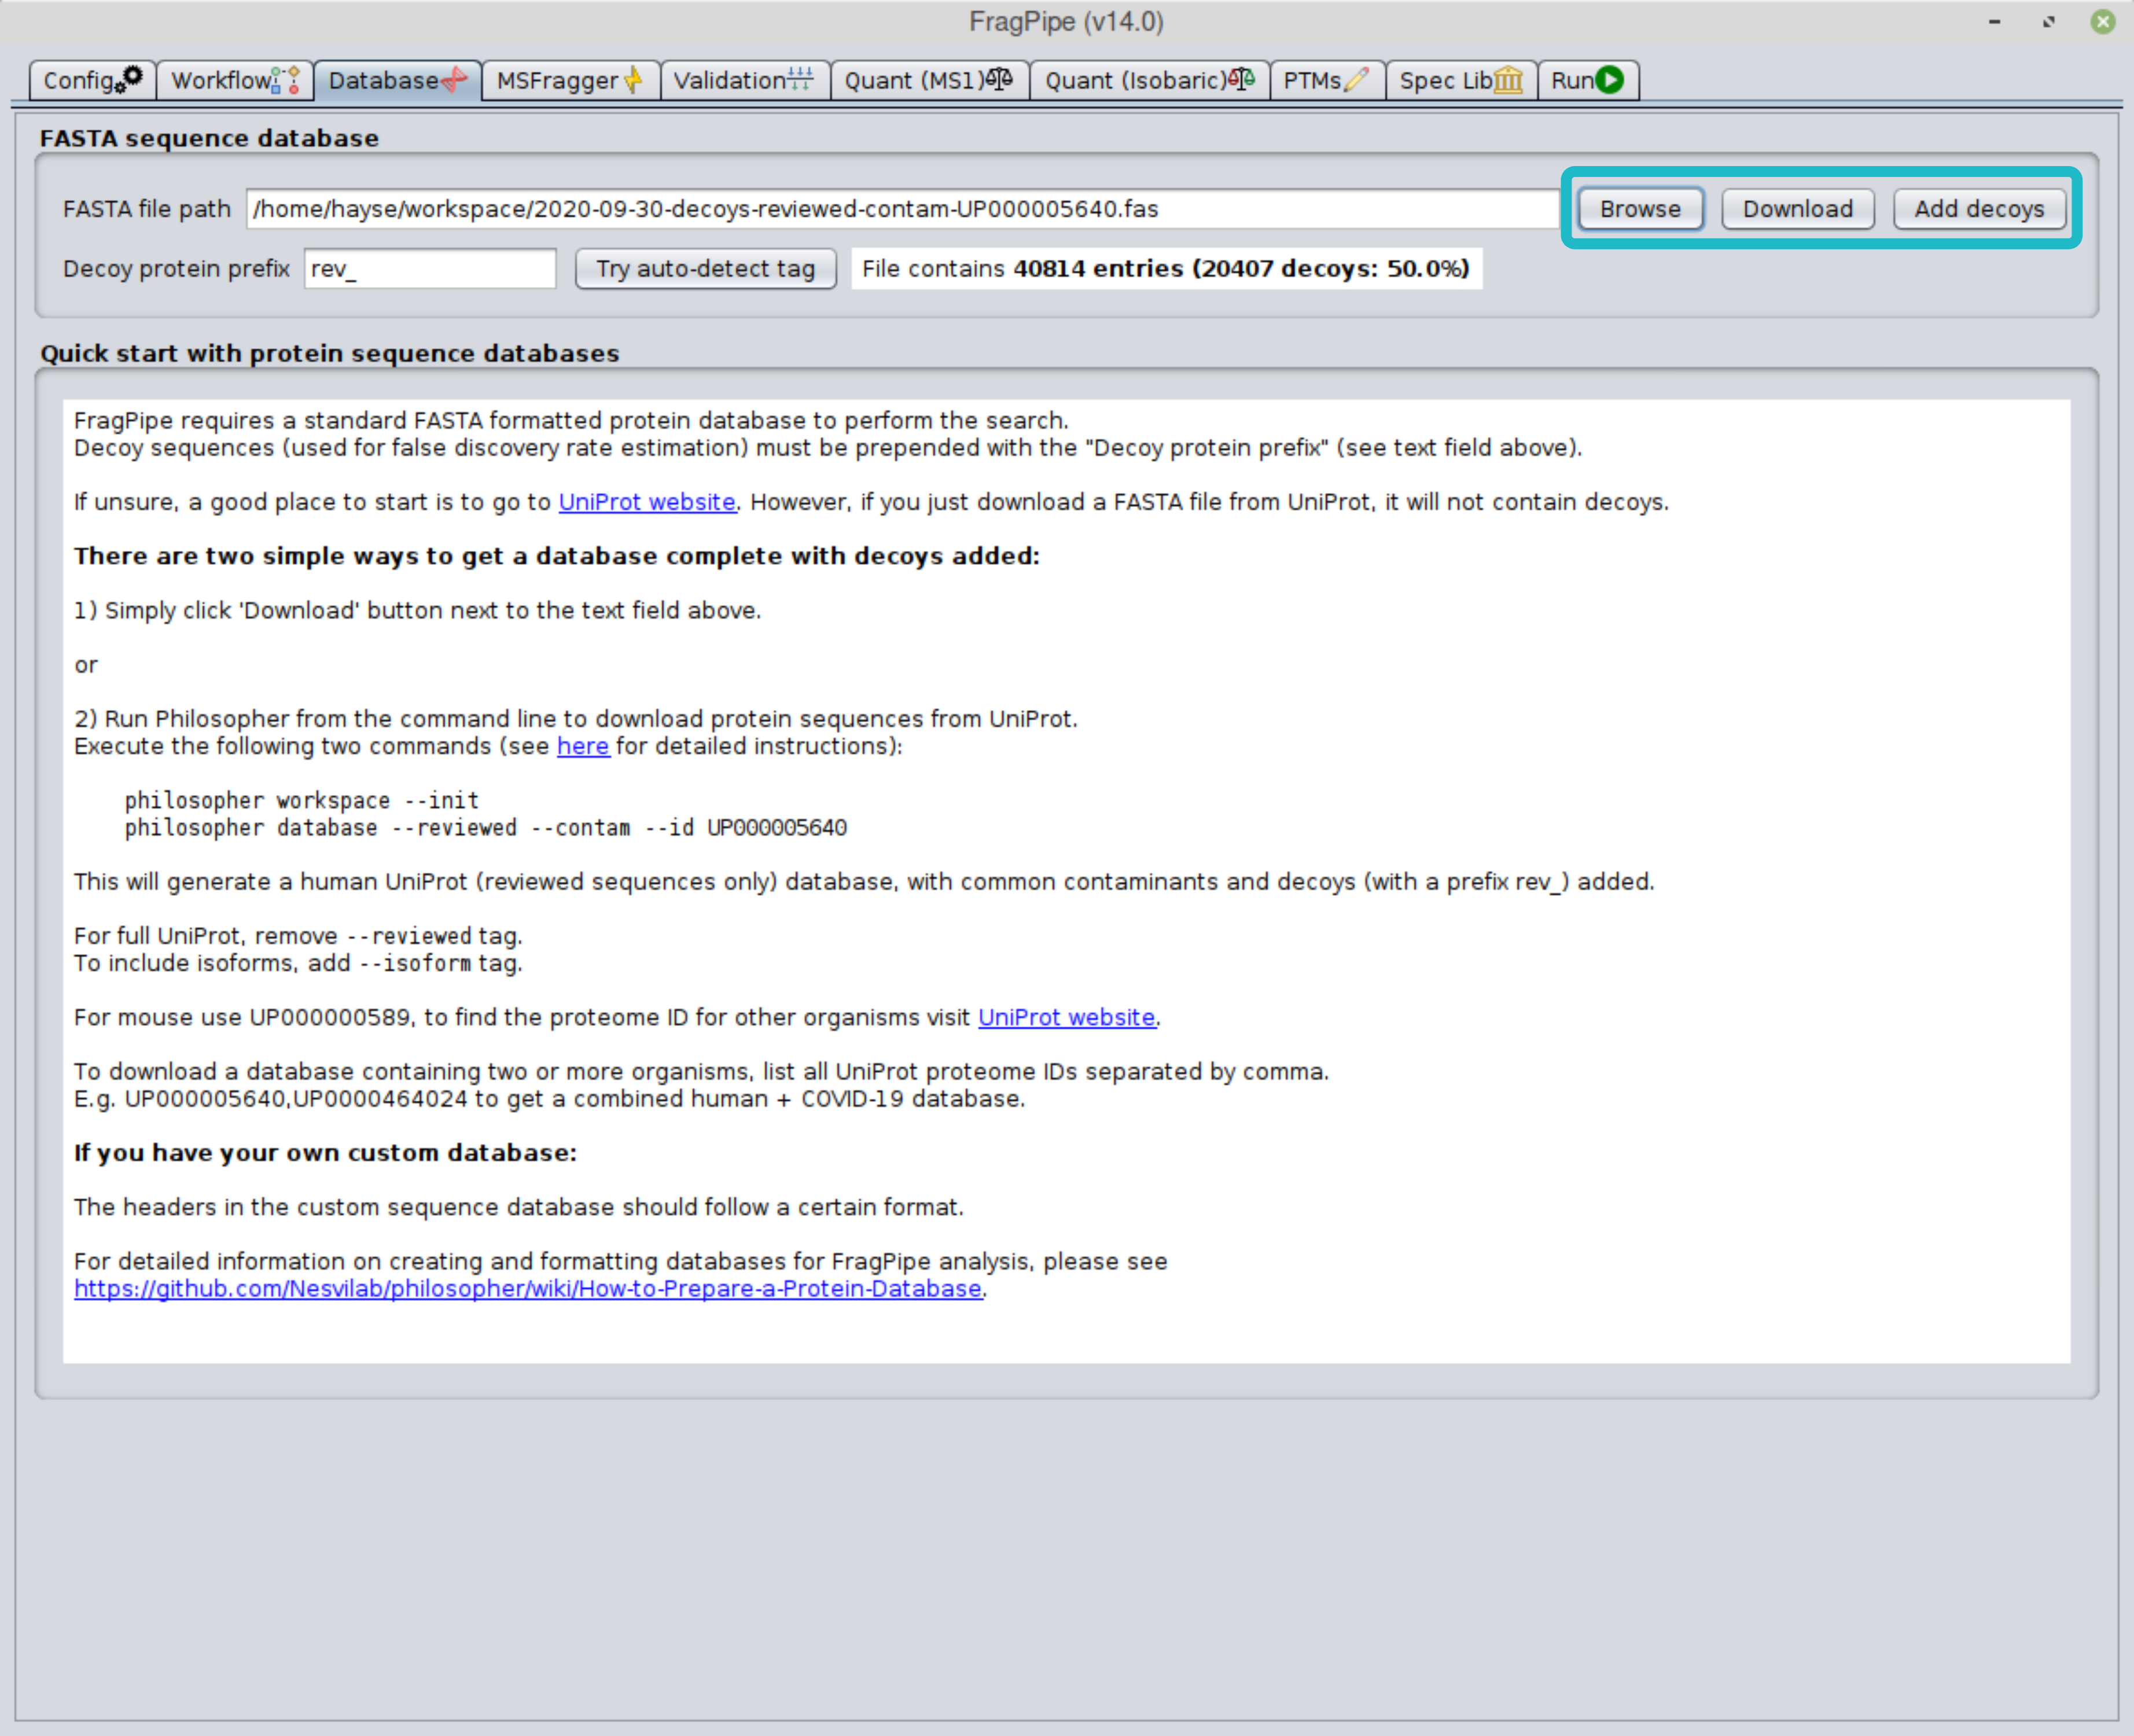 FragPipe (v14.0)
Config Workflow Database MSFragger Validation Quant (MS1) Quant (Isobaric) PTMs Spec Lib Run
FASTA sequence database
FASTA file path /home/hayse/workspace/2020-09-30-decoys-reviewed-contam-UP000005640.fas Browse Download Add decoys
Decoy protein prefix rev_ Try auto-detect tag File contains 40814 entries (20407 decoys: 50.0%)
Quick start with protein sequence databases
FragPipe requires a standard FASTA formatted protein database to perform the search.
Decoy sequences (used for false discovery rate estimation) must be prepended with the "Decoy protein prefix" (see text field above).
If unsure, a good place to start is to go to UniProt website. However, if you just download a FASTA file from UniProt, it will not contain decoys.
There are two simple ways to get a database complete with decoys added:
1) Simply click 'Download' button next to the text field above.
or
2) Run Philosopher from the command line to download protein sequences from UniProt.
Execute the following two commands (see here for detailed instructions):
philosopher workspace --init
philosopher database --reviewed --contam --id UP000005640
This will generate a human UniProt (reviewed sequences only) database, with common contaminants and decoys (with a prefix rev_) added.
For full UniProt, remove --reviewed tag.
To include isoforms, add --isoform tag.
For mouse use UP000000589, to find the proteome ID for other organisms visit UniProt website.
To download a database containing two or more organisms, list all UniProt proteome IDs separated by comma.
E.g. UP000005640,UP0000464024 to get a combined human + COVID-19 database.
If you have your own custom database:
The headers in the custom sequence database should follow a certain format.
For detailed information on creating and formatting databases for FragPipe analysis, please see
https://github.com/Nesvilab/philosopher/wiki/How-to-Prepare-a-Protein-Database.